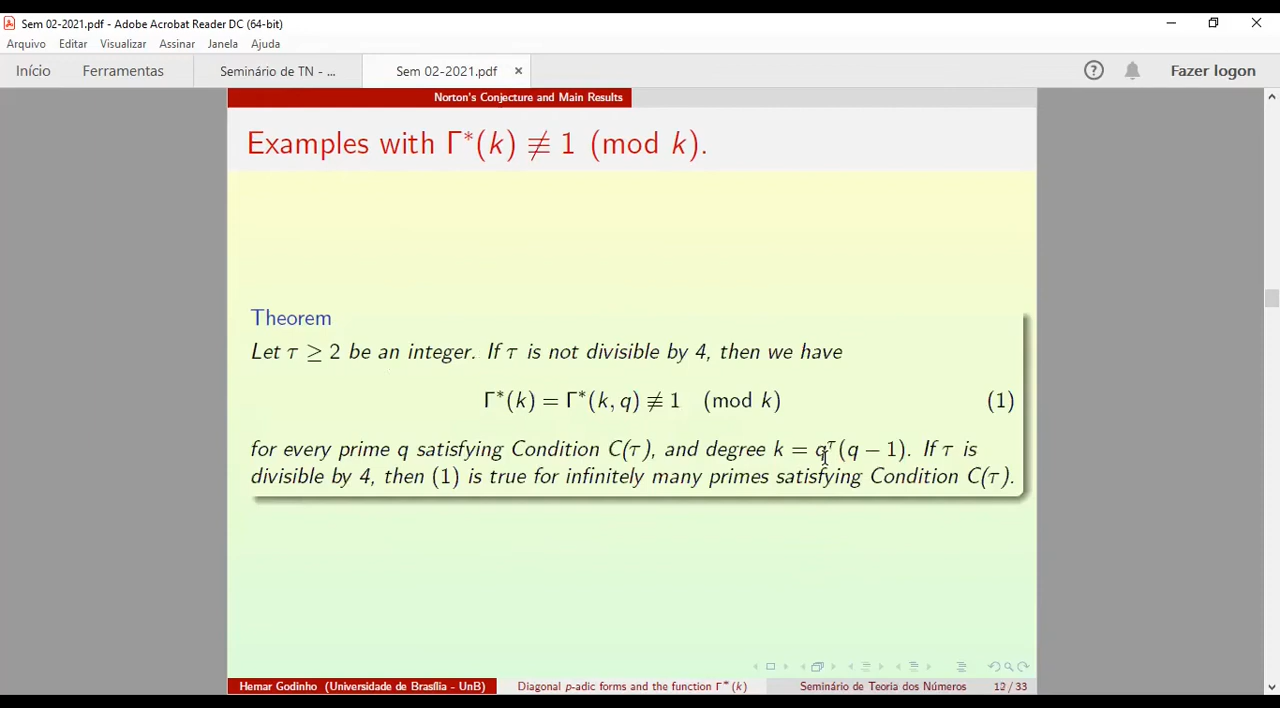 Sem 02-2021.pdf - Adobe Acrobat Reader DC (64-bit)
Arquivo Editar Visualizar Assinar Janela Ajuda
Início Ferramentas Seminário de TN - ... Sem 02-2021.pdf × Fazer logon
Norton's Conjecture and Main Results
Examples with Γ*(k) ≢ 1 (mod k).
Theorem
Let τ ≥ 2 be an integer. If τ is not divisible by 4, then we have
Γ*(k) = Γ*(k, q) ≢ 1 (mod k) (1)
for every prime q satisfying Condition C(τ), and degree k = q^τ(q − 1). If τ is
divisible by 4, then (1) is true for infinitely many primes satisfying Condition C(τ).
Hemar Godinho (Universidade de Brasília - UnB) Diagonal p-adic forms and the function Γ*(k) Seminário de Teoria dos Números 12 / 33